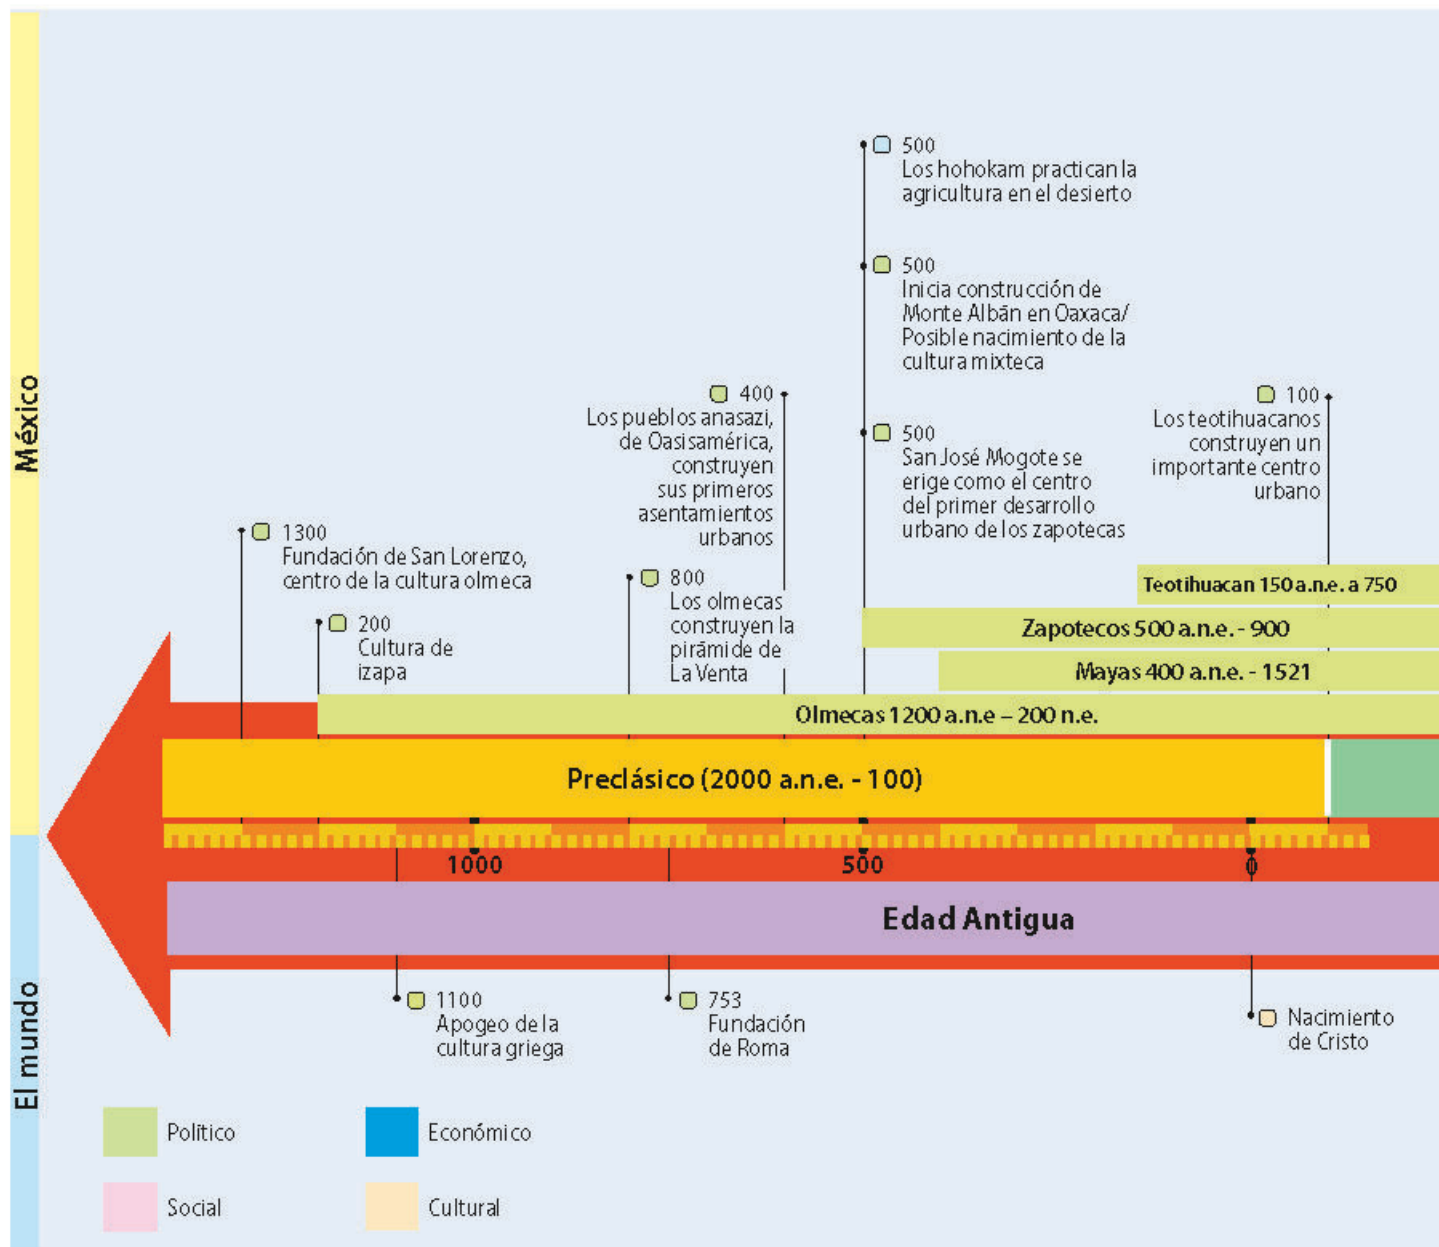 México
500
Los hohokam practican la
agricultura en el desierto
500
Inicia construcción de
Monte Albãn en Oaxaca/
Posible nacimiento de la
cultura mixteca
400
Los pueblos anasazi,
de Oasisamérica,
construyen
sus primeros
asentamientos
urbanos
500
San José Mogote se
erige como el centro
del primer desarrollo
urbano de los zapotecas
100
Los teotihuacanos
construyen un
importante centro
urbano
1300
Fundación de San Lorenzo,
centro de la cultura olmeca
800
Los olmecas
construyen la
pirãmide de
La Venta
200
Cultura de
izapa
Teotihuacan 150 a.n.e. a 750
Zapotecos 500 a.n.e. - 900
Mayas 400 a.n.e. - 1521
Olmecas 1200 a.n.e – 200 n.e.
Preclásico (2000 a.n.e. - 100)
1000
500
0
Edad Antigua
El mundo
1100
Apogeo de la
cultura griega
753
Fundación
de Roma
Nacimiento
de Cristo
Político
Económico
Social
Cultural